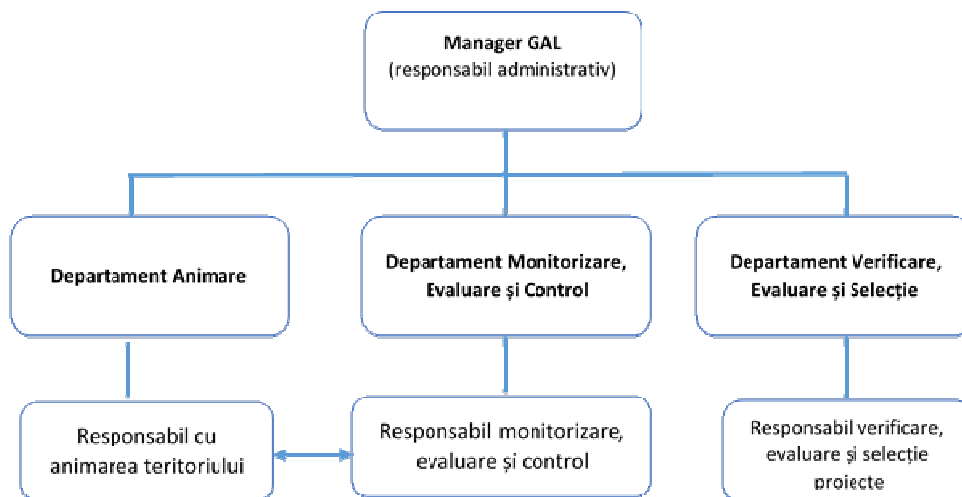 Manager GAL
(responsabil administrativ)
Departament Animare
Departament Monitorizare,
Evaluare și Control
Departament Verificare,
Evaluare și Selecție
Responsabil cu
animarea teritoriului
Responsabil monitorizare,
evaluare și control
Responsabil verificare,
evaluare și selecție
proiecte